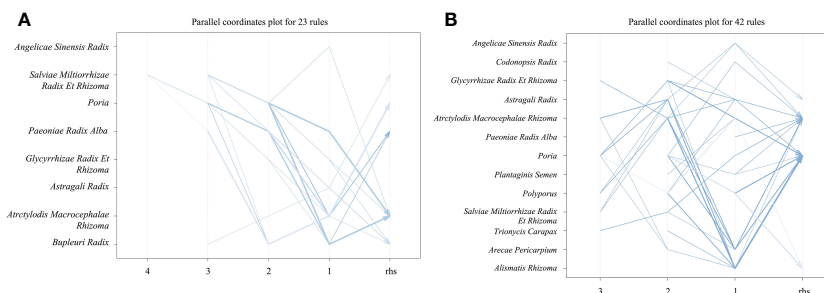 A
Parallel coordinates plot for 23 rules
Angelicae Sinensis Radix
Salviae Miltiorrhizae
Radix Et Rhizoma
Poria
Paeoniae Radix Alba
Glycyrrhizae Radix Et
Rhizoma
Astragali Radix
Atrctylodis Macrocephalae
Rhizoma
Bupleuri Radix
4 3 2 1 rhs
B
Parallel coordinates plot for 42 rules
Angelicae Sinensis Radix
Codonopsis Radix
Glycyrrhizae Radix Et Rhizoma
Astragali Radix
Atrctylodis Macrocephalae Rhizoma
Paeoniae Radix Alba
Poria
Plantaginis Semen
Polyporus
Salviae Miltiorrhizae Radix
Et Rhizoma
Trionycis Carapax
Arecae Pericarpium
Alismatis Rhizoma
3 2 1 rhs